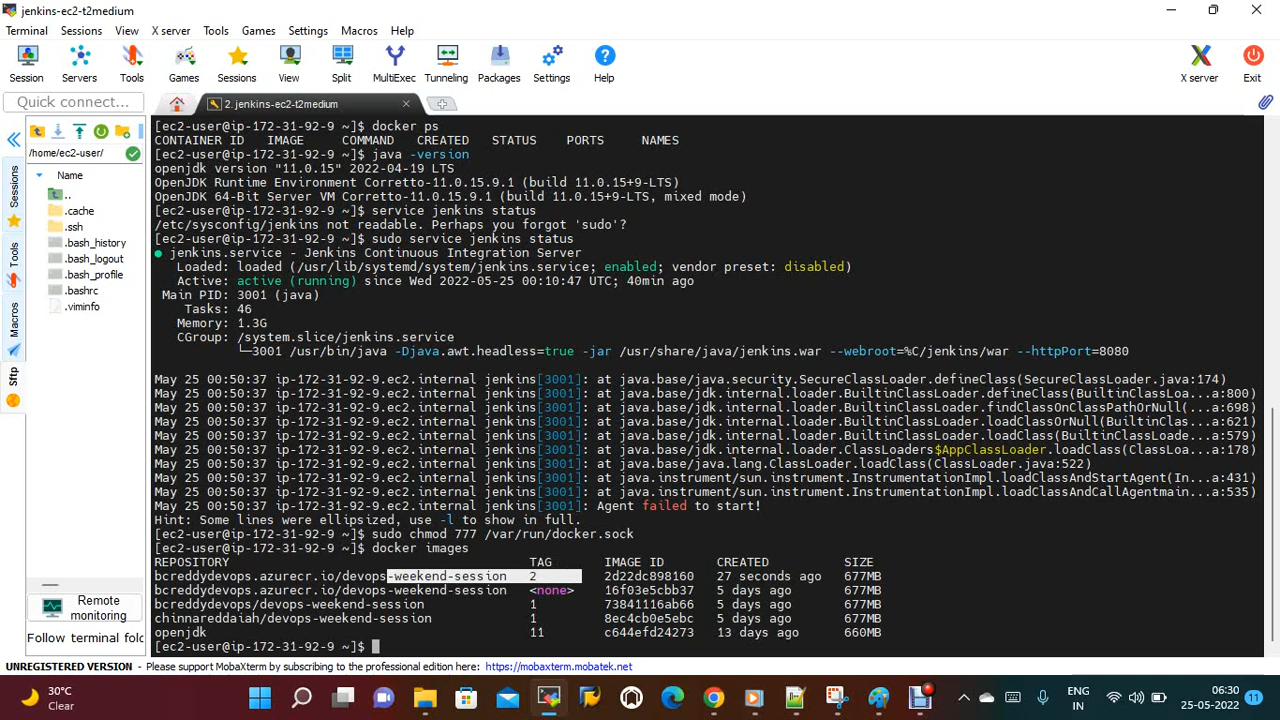 jenkins-ec2-t2medium
Terminal Sessions View X server Tools Games Settings Macros Help
Session Servers Tools Games Sessions View Split MultiExec Tunneling Packages Settings Help X server Exit
Quick connect...
2. jenkins-ec2-t2medium
/home/ec2-user/
Name
..
.cache
.ssh
.bash_history
.bash_logout
.bash_profile
.bashrc
.viminfo
Sessions
Tools
Macros
Sftp
Remote monitoring
Follow terminal fold
[ec2-user@ip-172-31-92-9 ~]$ docker ps
CONTAINER ID IMAGE COMMAND CREATED STATUS PORTS NAMES
[ec2-user@ip-172-31-92-9 ~]$ java -version
openjdk version "11.0.15" 2022-04-19 LTS
OpenJDK Runtime Environment Corretto-11.0.15.9.1 (build 11.0.15+9-LTS)
OpenJDK 64-Bit Server VM Corretto-11.0.15.9.1 (build 11.0.15+9-LTS, mixed mode)
[ec2-user@ip-172-31-92-9 ~]$ service jenkins status
/etc/sysconfig/jenkins not readable. Perhaps you forgot 'sudo'?
[ec2-user@ip-172-31-92-9 ~]$ sudo service jenkins status
● jenkins.service - Jenkins Continuous Integration Server
Loaded: loaded (/usr/lib/systemd/system/jenkins.service; enabled; vendor preset: disabled)
Active: active (running) since Wed 2022-05-25 00:10:47 UTC; 40min ago
Main PID: 3001 (java)
Tasks: 46
Memory: 1.3G
CGroup: /system.slice/jenkins.service
└─3001 /usr/bin/java -Djava.awt.headless=true -jar /usr/share/java/jenkins.war --webroot=%C/jenkins/war --httpPort=8080
May 25 00:50:37 ip-172-31-92-9.ec2.internal jenkins[3001]: at java.base/java.security.SecureClassLoader.defineClass(SecureClassLoader.java:174)
May 25 00:50:37 ip-172-31-92-9.ec2.internal jenkins[3001]: at java.base/jdk.internal.loader.BuiltinClassLoader.defineClass(BuiltinClassLoa...a:800)
May 25 00:50:37 ip-172-31-92-9.ec2.internal jenkins[3001]: at java.base/jdk.internal.loader.BuiltinClassLoader.findClassOnClassPathOrNull(...a:698)
May 25 00:50:37 ip-172-31-92-9.ec2.internal jenkins[3001]: at java.base/jdk.internal.loader.BuiltinClassLoader.loadClassOrNull(BuiltinClas...a:621)
May 25 00:50:37 ip-172-31-92-9.ec2.internal jenkins[3001]: at java.base/jdk.internal.loader.BuiltinClassLoader.loadClass(BuiltinClassLoade...a:579)
May 25 00:50:37 ip-172-31-92-9.ec2.internal jenkins[3001]: at java.base/jdk.internal.loader.ClassLoaders$AppClassLoader.loadClass(ClassLoa...a:178)
May 25 00:50:37 ip-172-31-92-9.ec2.internal jenkins[3001]: at java.base/java.lang.ClassLoader.loadClass(ClassLoader.java:522)
May 25 00:50:37 ip-172-31-92-9.ec2.internal jenkins[3001]: at java.instrument/sun.instrument.InstrumentationImpl.loadClassAndStartAgent(In...a:431)
May 25 00:50:37 ip-172-31-92-9.ec2.internal jenkins[3001]: at java.instrument/sun.instrument.InstrumentationImpl.loadClassAndCallAgentmain...a:535)
May 25 00:50:37 ip-172-31-92-9.ec2.internal jenkins[3001]: Agent failed to start!
Hint: Some lines were ellipsized, use -l to show in full.
[ec2-user@ip-172-31-92-9 ~]$ sudo chmod 777 /var/run/docker.sock
[ec2-user@ip-172-31-92-9 ~]$ docker images
REPOSITORY TAG IMAGE ID CREATED SIZE
bcreddydevops.azurecr.io/devops-weekend-session 2 2d22dc898160 27 seconds ago 677MB
bcreddydevops.azurecr.io/devops-weekend-session <none> 16f03e5cbb37 5 days ago 677MB
bcreddydevops/devops-weekend-session 1 73841116ab66 5 days ago 677MB
chinnareddaiah/devops-weekend-session 1 8ec4cb0e5ebc 5 days ago 677MB
openjdk 11 c644efd24273 13 days ago 660MB
[ec2-user@ip-172-31-92-9 ~]$
UNREGISTERED VERSION - Please support MobaXterm by subscribing to the professional edition here: https://mobaxterm.mobatek.net
30°C
Clear
ENG
IN
06:30
25-05-2022
11